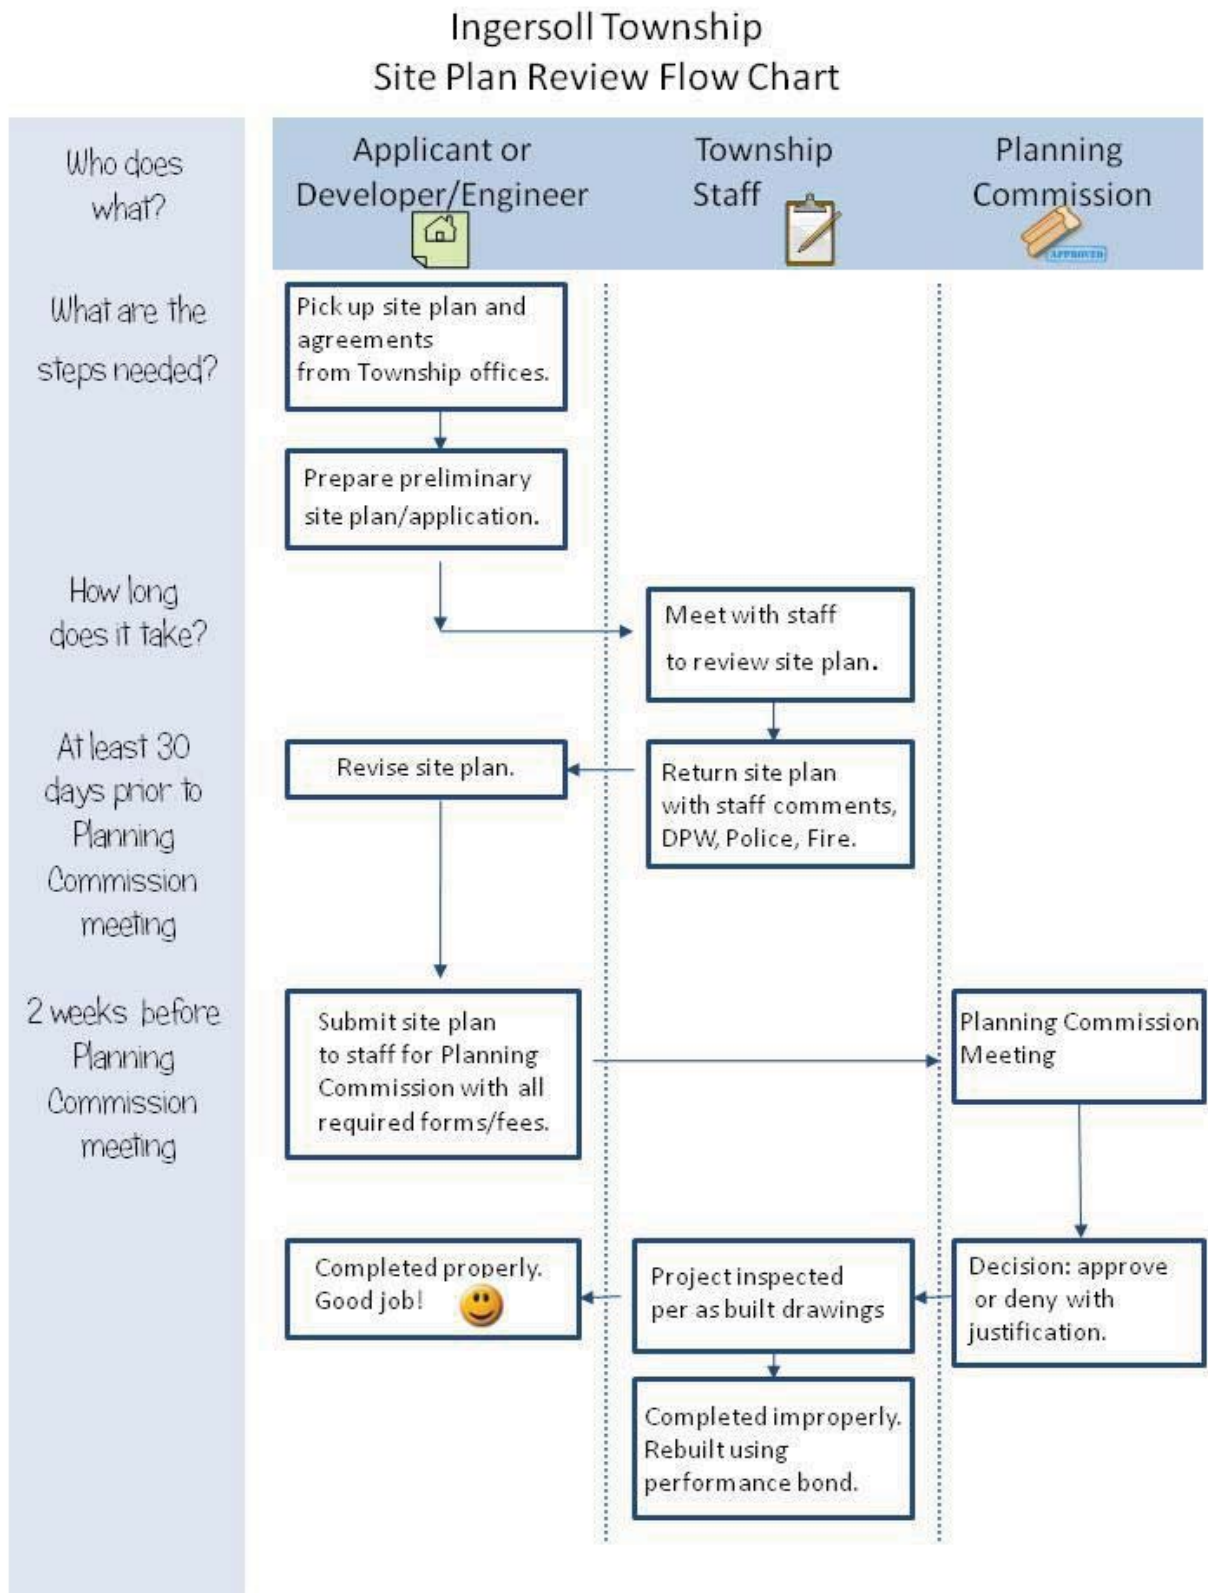 Ingersoll Township
Site Plan Review Flow Chart
Who does
what?
Applicant or
Developer/Engineer
Township
Staff
Planning
Commission
APPROVED
What are the
steps needed?
Pick up site plan and
agreements
from Township offices.
Prepare preliminary
site plan/application.
How long
does it take?
Meet with staff
to review site plan.
At least 30
days prior to
Planning
Commission
meeting
Revise site plan.
Return site plan
with staff comments,
DPW, Police, Fire.
2 weeks before
Planning
Commission
meeting
Submit site plan
to staff for Planning
Commission with all
required forms/fees.
Planning Commission
Meeting
Completed properly.
Good job!
Project inspected
per as built drawings
Decision: approve
or deny with
justification.
Completed improperly.
Rebuilt using
performance bond.